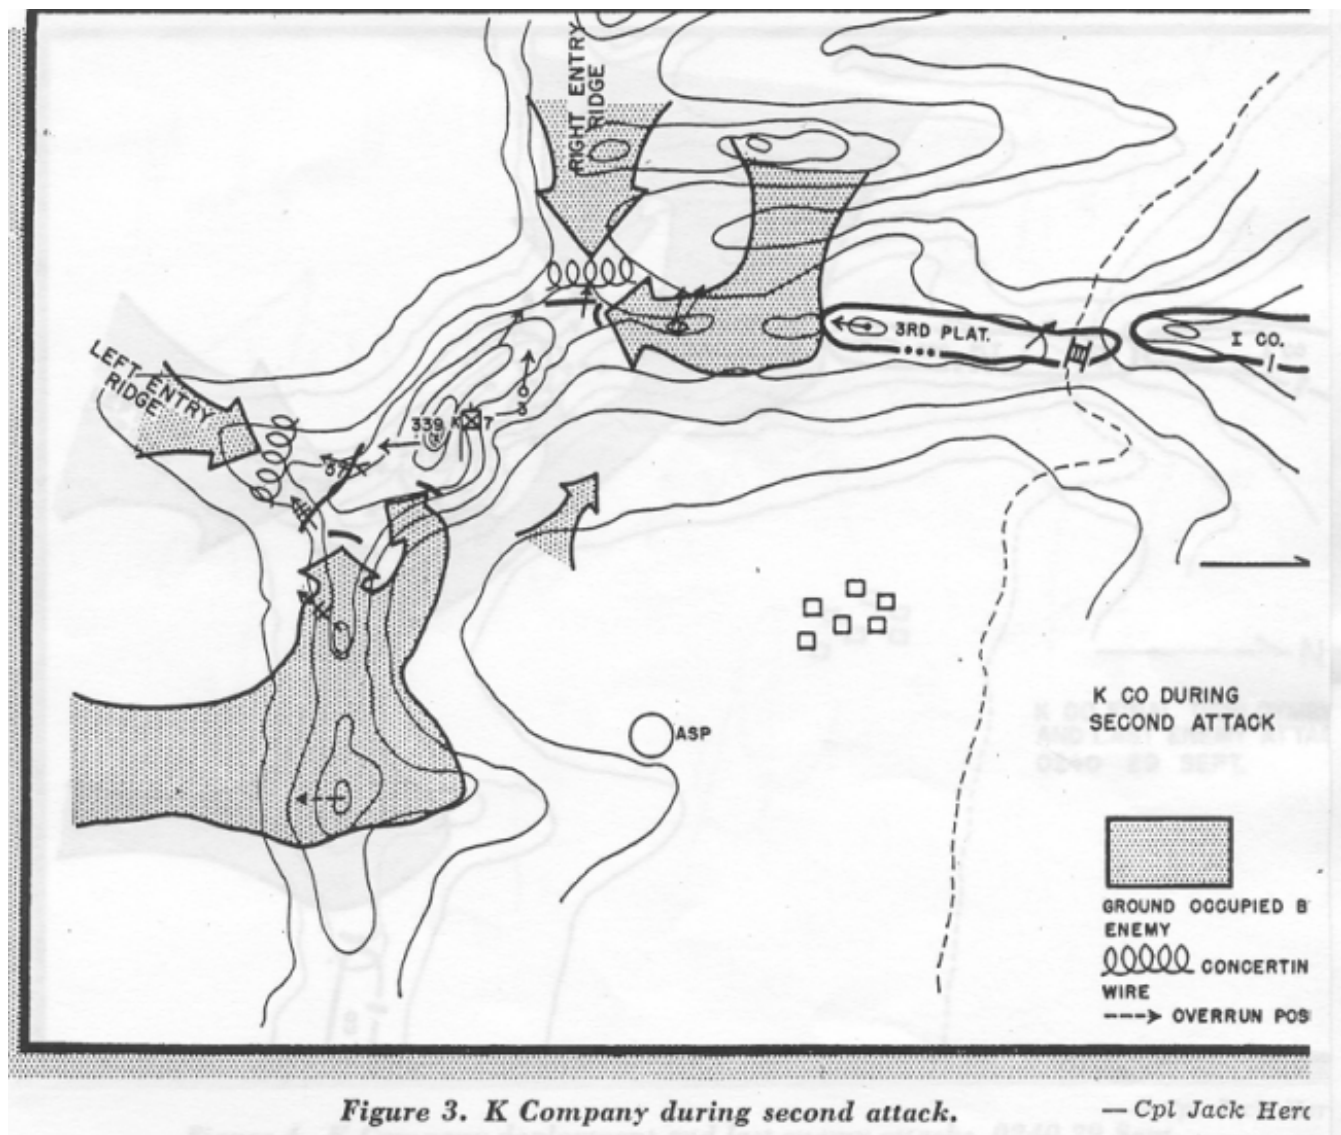 RIGHT ENTRY
RIDGE
LEFT ENTRY
RIDGE
3RD PLAT.
I CO.
339
7
57
ASP
K CO DURING
SECOND ATTACK
GROUND OCCUPIED B
ENEMY
CONCERTIN
WIRE
OVERRUN POS
Figure 3. K Company during second attack.
— Cpl Jack Herc